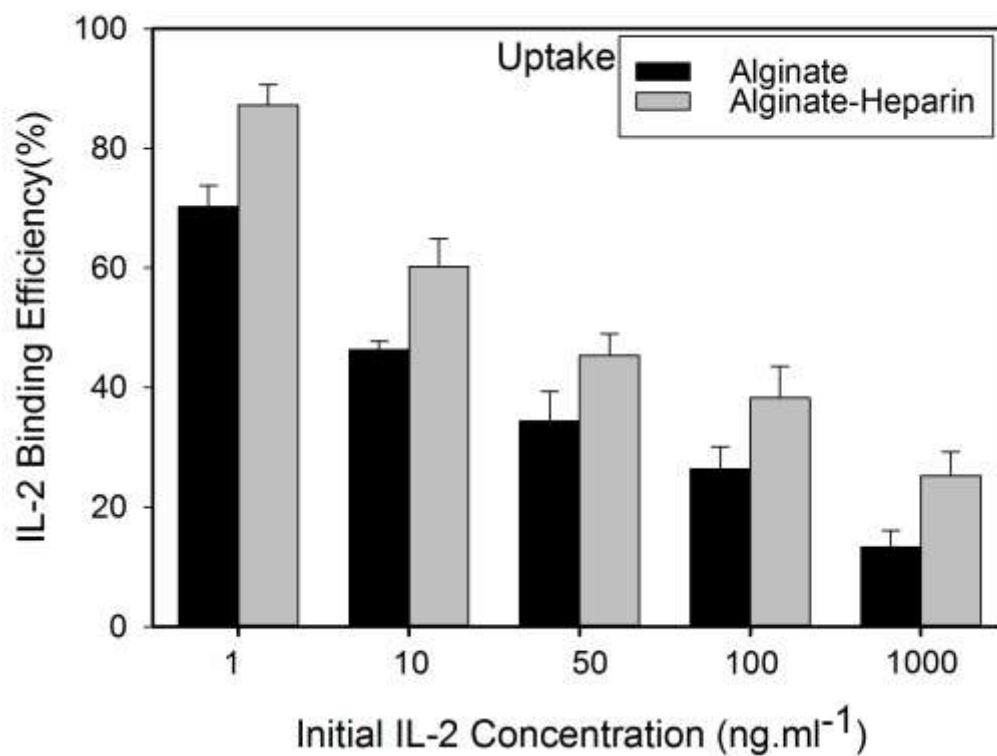 Uptake
Alginate
Alginate-Heparin
IL-2 Binding Efficiency(%)
100
80
60
40
20
0
1 10 50 100 1000
Initial IL-2 Concentration (ng.ml⁻¹)